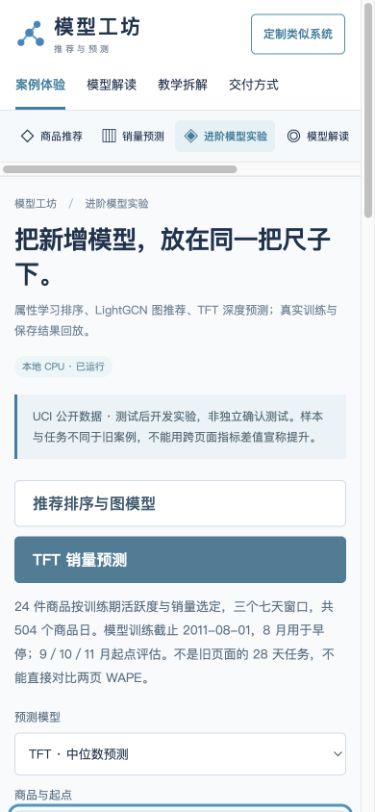 模型工坊
推荐与预测
定制类似系统
案例体验 模型解读 教学拆解 交付方式
商品推荐 销量预测 进阶模型实验 模型解读
模型工坊 / 进阶模型实验
把新增模型，放在同一把尺子
下。
属性学习排序、LightGCN 图推荐、TFT 深度预测；真实训练与
保存结果回放。
本地 CPU · 已运行
UCI 公开数据 · 测试后开发实验，非独立确认测试。样本
与任务不同于旧案例，不能用跨页面指标差值宣称提升。
推荐排序与图模型
TFT 销量预测
24 件商品按训练期活跃度与销量选定，三个七天窗口，共
504 个商品日。模型训练截止 2011-08-01，8 月用于早
停；9 / 10 / 11 月起点评估。不是旧页面的 28 天任务，不
能直接对比两页 WAPE。
预测模型
TFT · 中位数预测
商品与起点